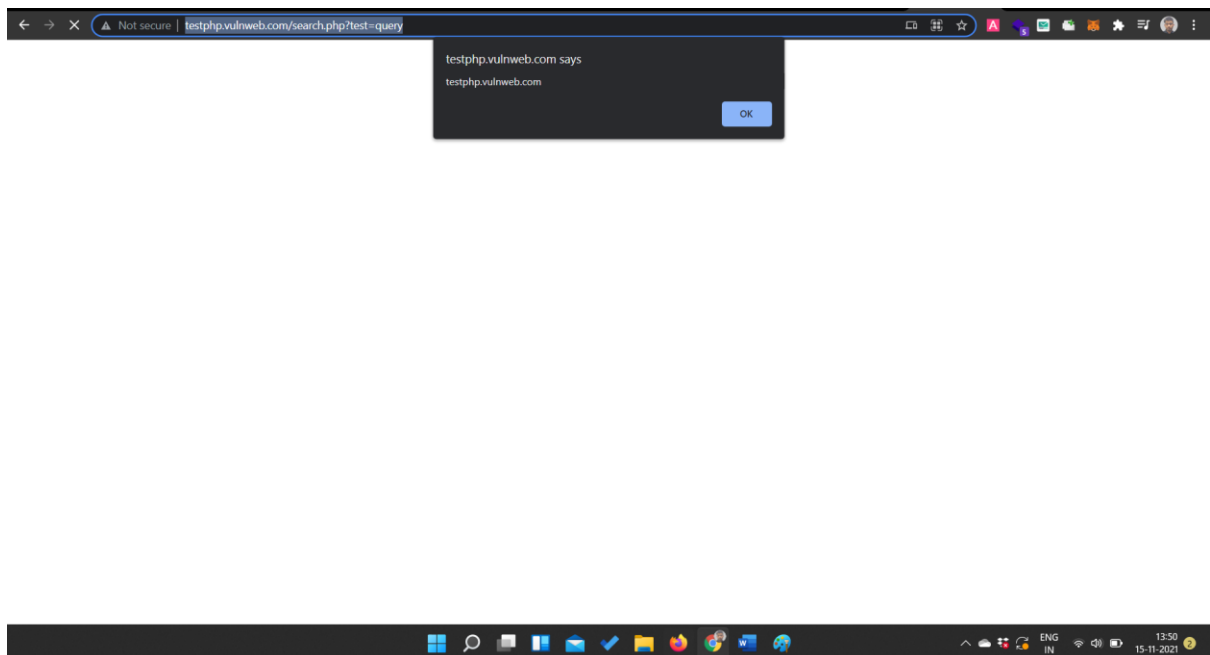 Not secure | testphp.vulnweb.com/search.php?test=query
A
S
testphp.vulnweb.com says
testphp.vulnweb.com
OK
W
ENG
IN
13:50
15-11-2021
2